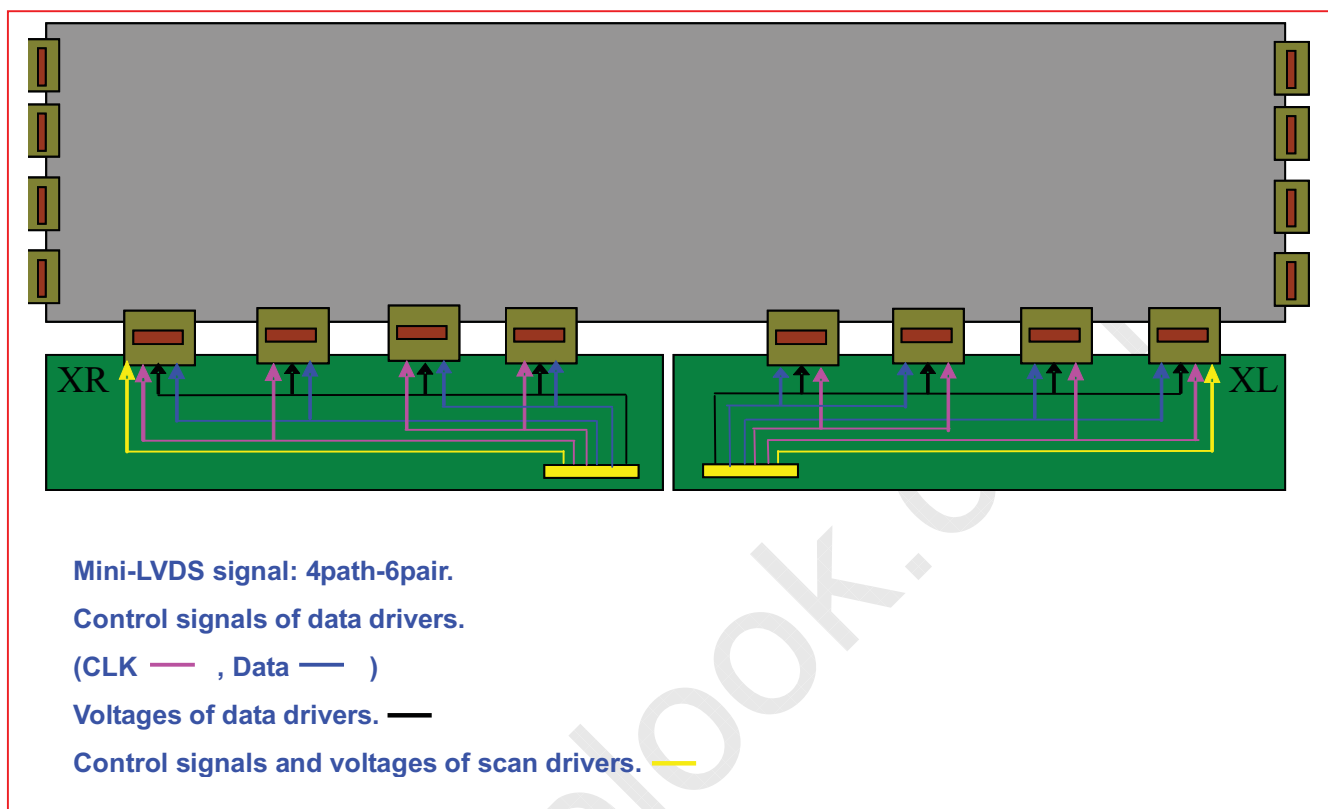 XR
XL
Mini-LVDS signal: 4path-6pair.
Control signals of data drivers.
(CLK , Data )
Voltages of data drivers.
Control signals and voltages of scan drivers.